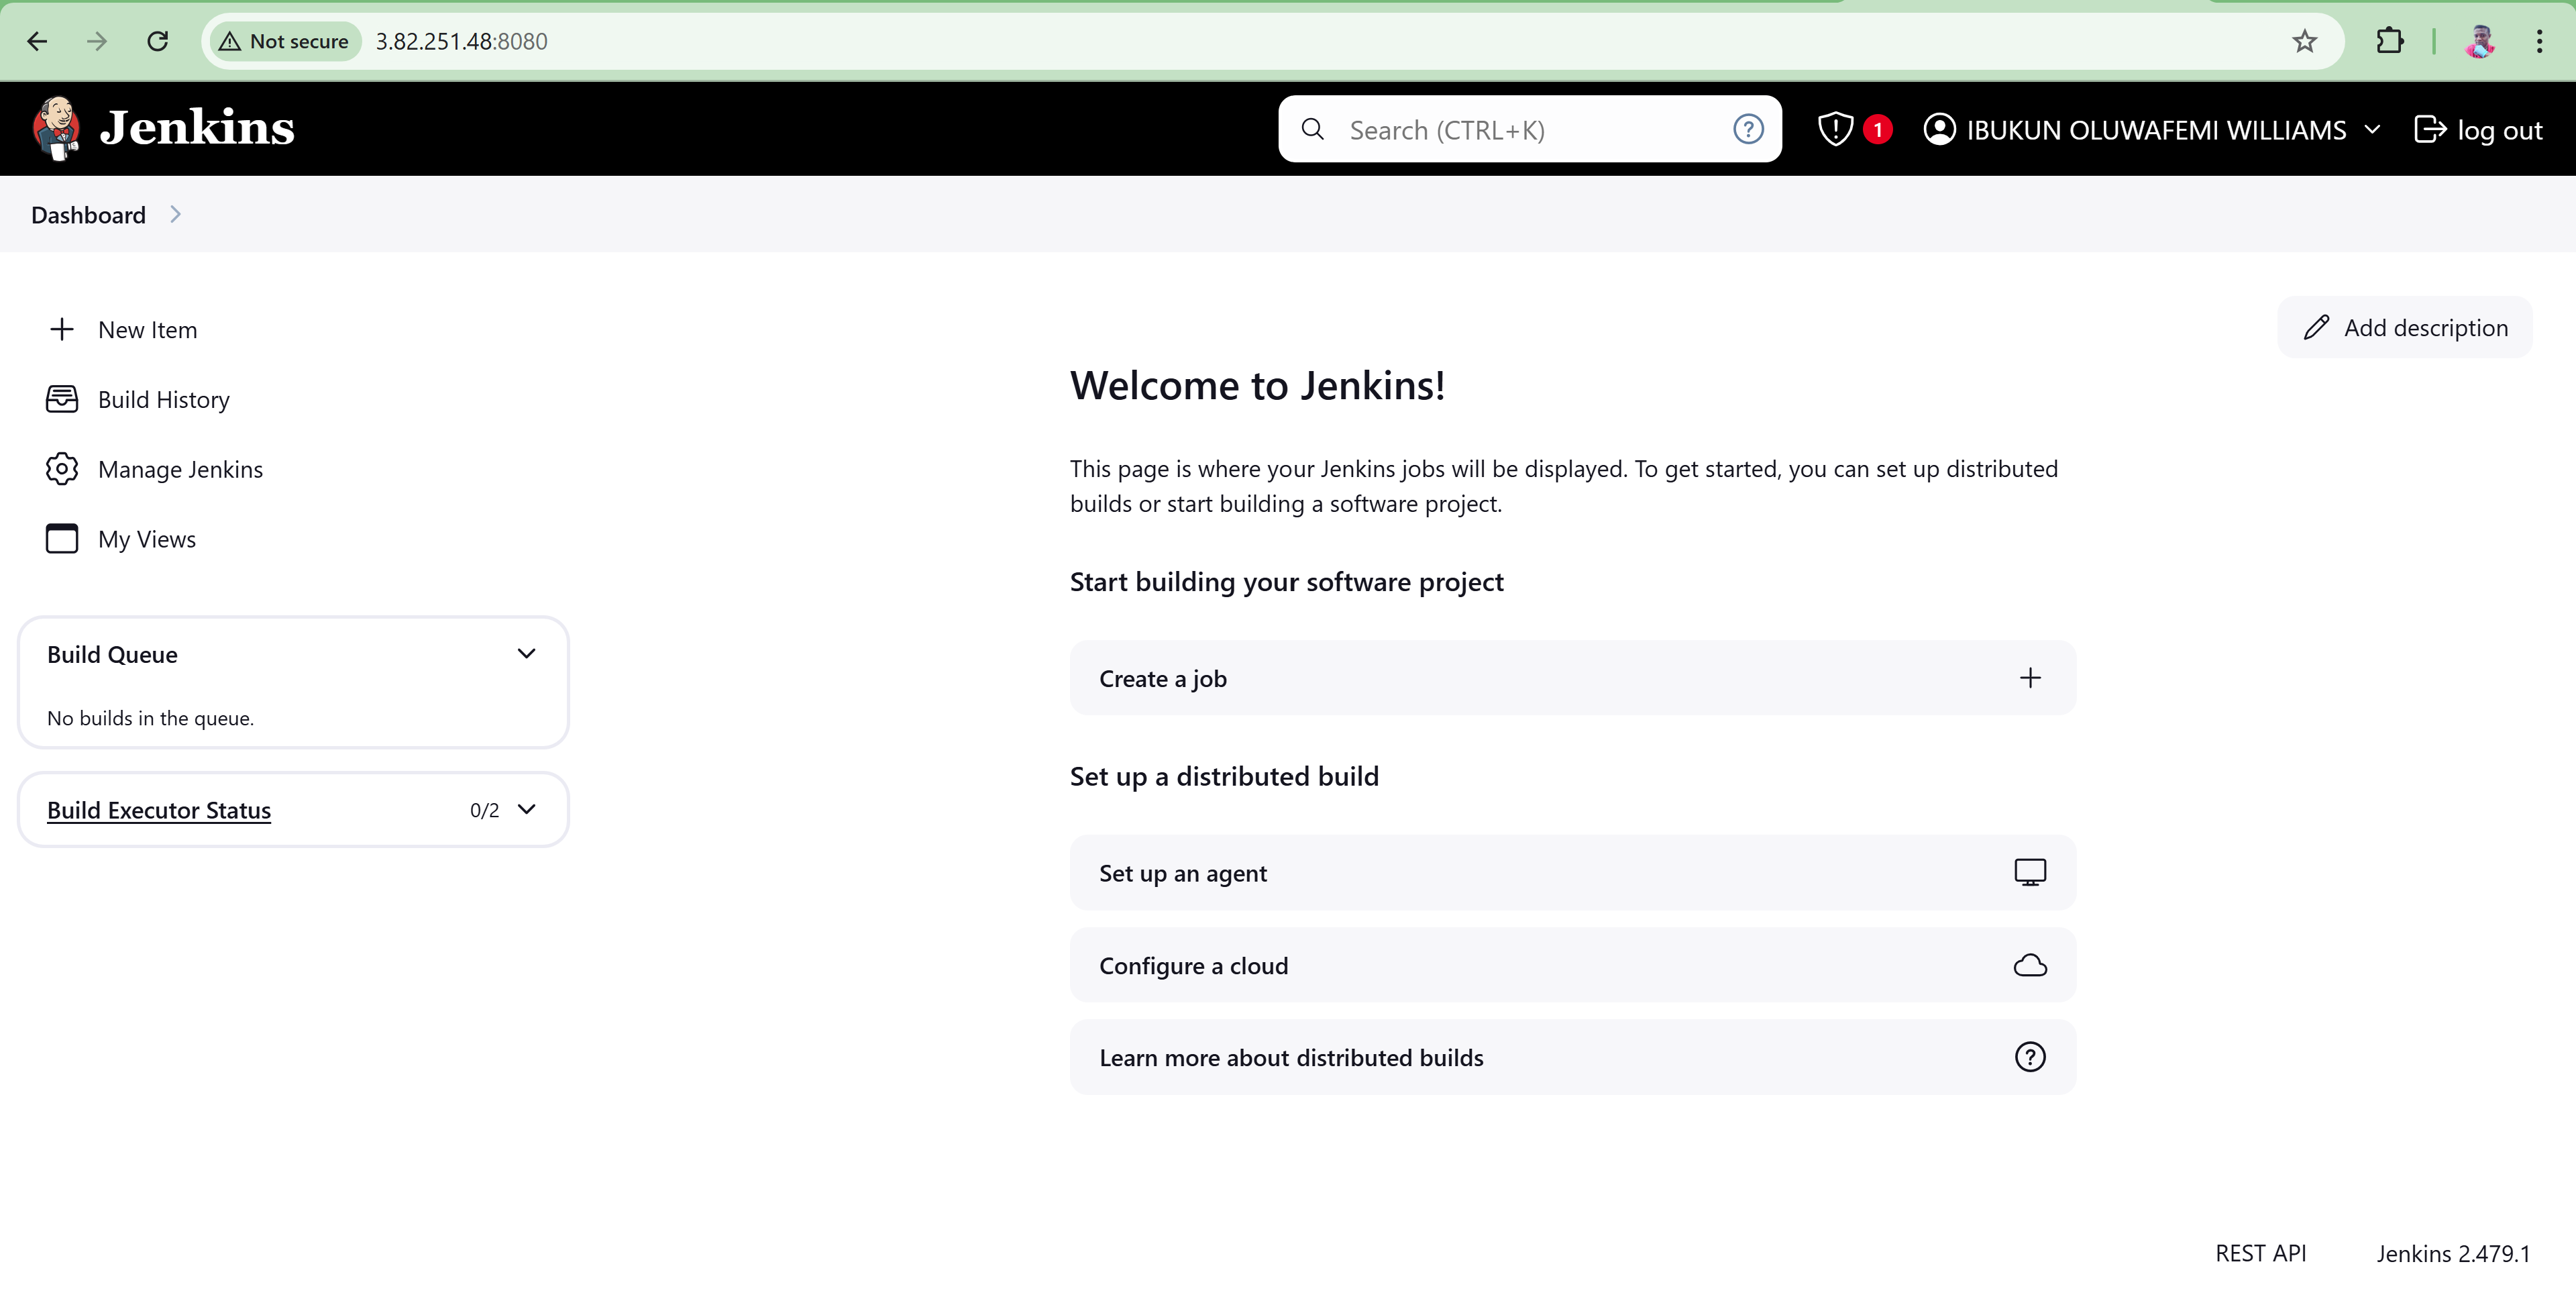 Not secure 3.82.251.48:8080
Jenkins
Search (CTRL+K)
1
IBUKUN OLUWAFEMI WILLIAMS
log out
Dashboard
New Item
Build History
Manage Jenkins
My Views
Build Queue
No builds in the queue.
Build Executor Status 0/2
Add description
Welcome to Jenkins!
This page is where your Jenkins jobs will be displayed. To get started, you can set up distributed
builds or start building a software project.
Start building your software project
Create a job
Set up a distributed build
Set up an agent
Configure a cloud
Learn more about distributed builds
REST API
Jenkins 2.479.1